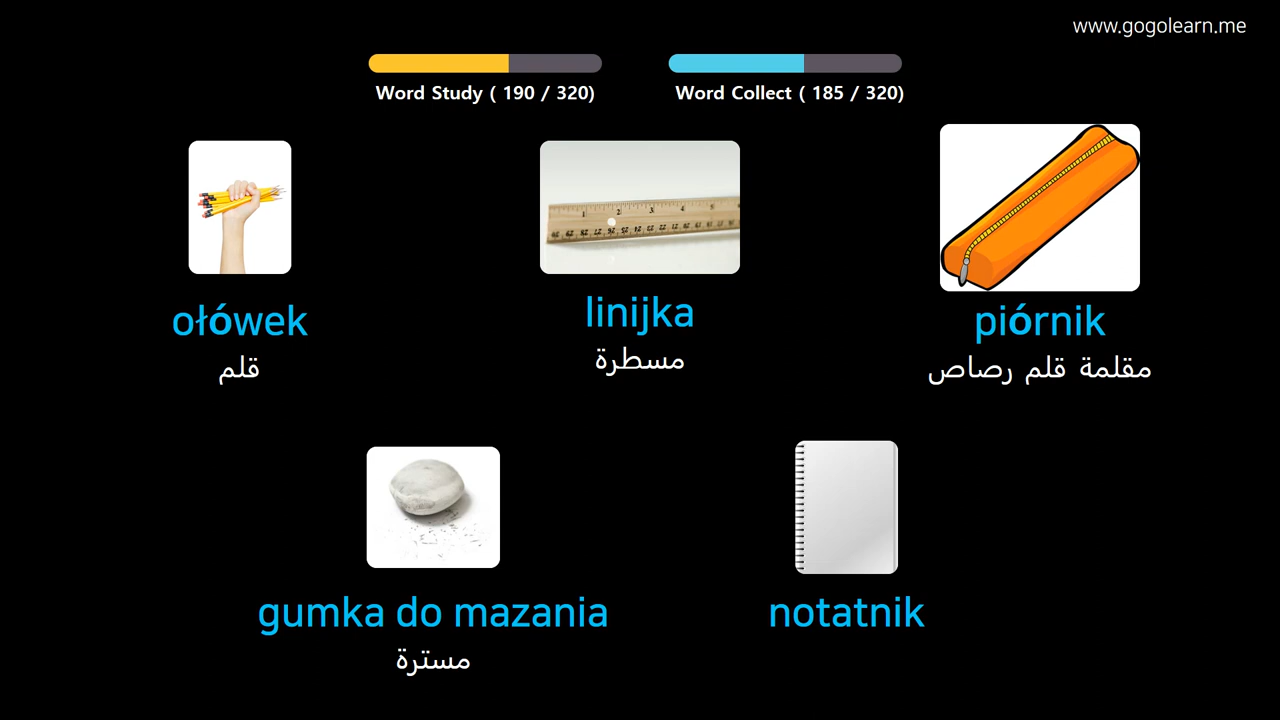 www.gogolearn.me
Word Study ( 190 / 320)
Word Collect ( 185 / 320)
ołówek
قلم
linijka
مسطرة
piórnik
مقلمة قلم رصاص
gumka do mazania
مسترة
notatnik